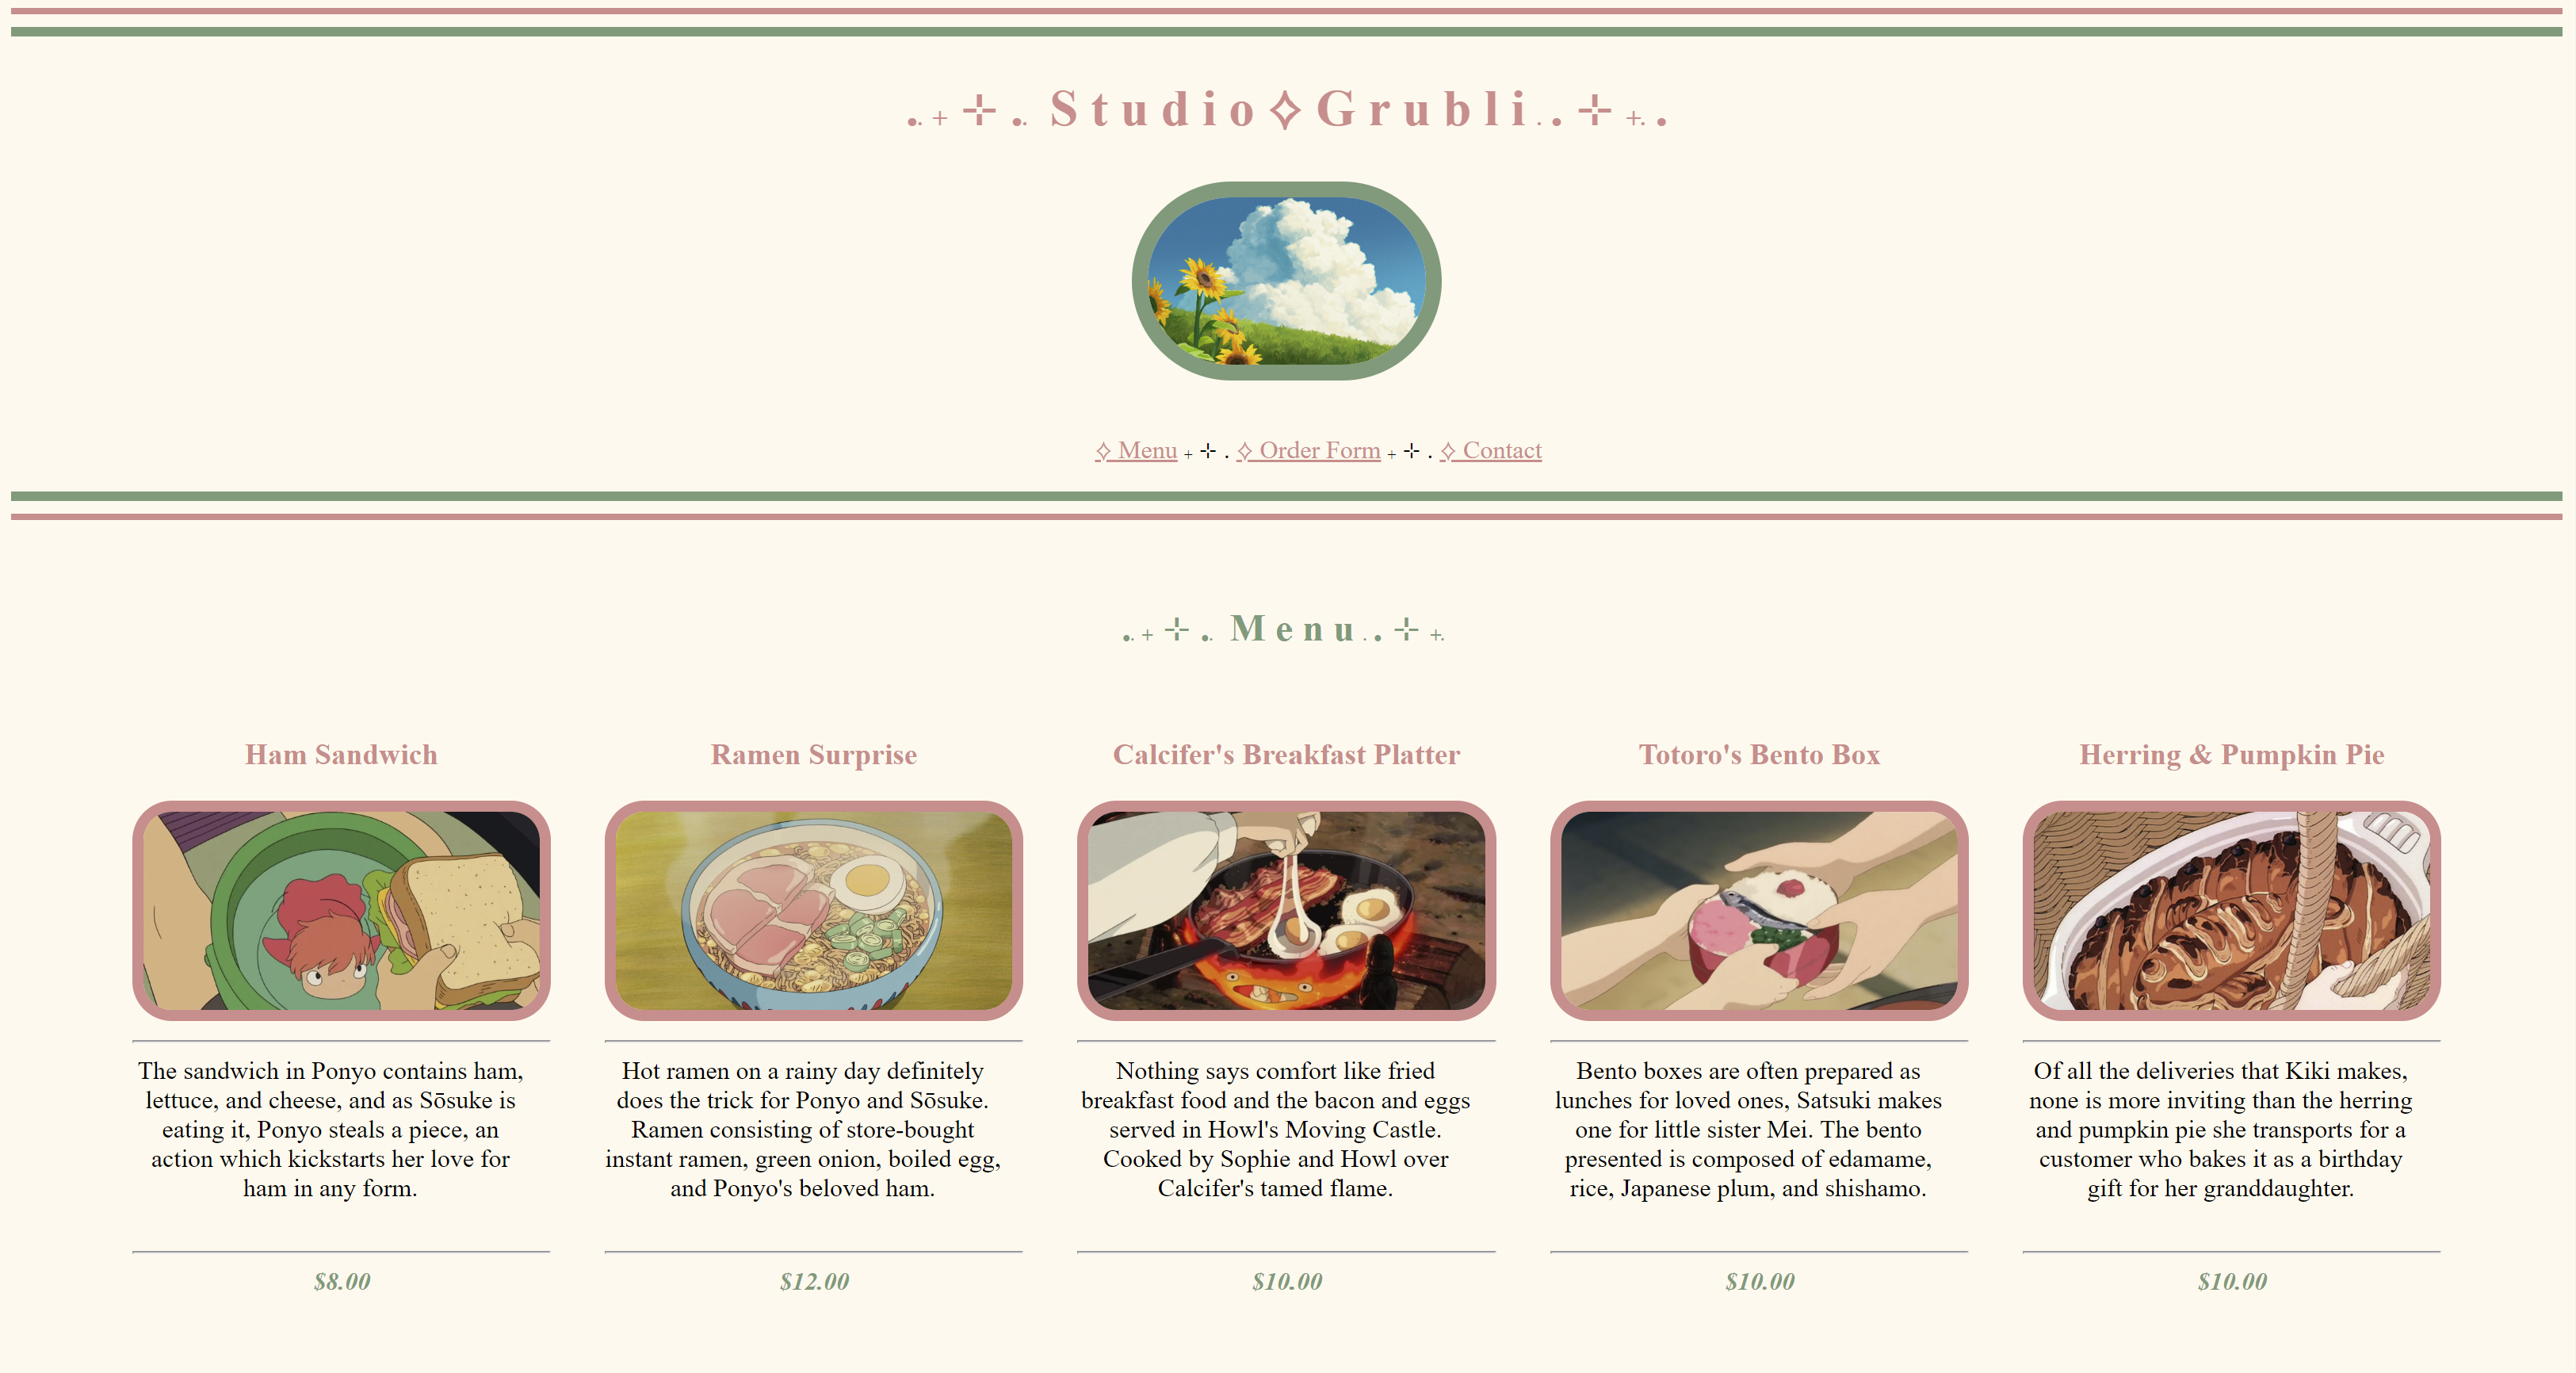 .. + ⊹ .. S t u d i o ✧ G r u b l i . . ⊹ +. .
✧ Menu + ⊹ . ✧ Order Form + ⊹ . ✧ Contact
.. + ⊹ .. M e n u . . ⊹ +.
Ham Sandwich
The sandwich in Ponyo contains ham,
lettuce, and cheese, and as Sōsuke is
eating it, Ponyo steals a piece, an
action which kickstarts her love for
ham in any form.
$8.00
Ramen Surprise
Hot ramen on a rainy day definitely
does the trick for Ponyo and Sōsuke.
Ramen consisting of store-bought
instant ramen, green onion, boiled egg,
and Ponyo's beloved ham.
$12.00
Calcifer's Breakfast Platter
Nothing says comfort like fried
breakfast food and the bacon and eggs
served in Howl's Moving Castle.
Cooked by Sophie and Howl over
Calcifer's tamed flame.
$10.00
Totoro's Bento Box
Bento boxes are often prepared as
lunches for loved ones, Satsuki makes
one for little sister Mei. The bento
presented is composed of edamame,
rice, Japanese plum, and shishamo.
$10.00
Herring & Pumpkin Pie
Of all the deliveries that Kiki makes,
none is more inviting than the herring
and pumpkin pie she transports for a
customer who bakes it as a birthday
gift for her granddaughter.
$10.00